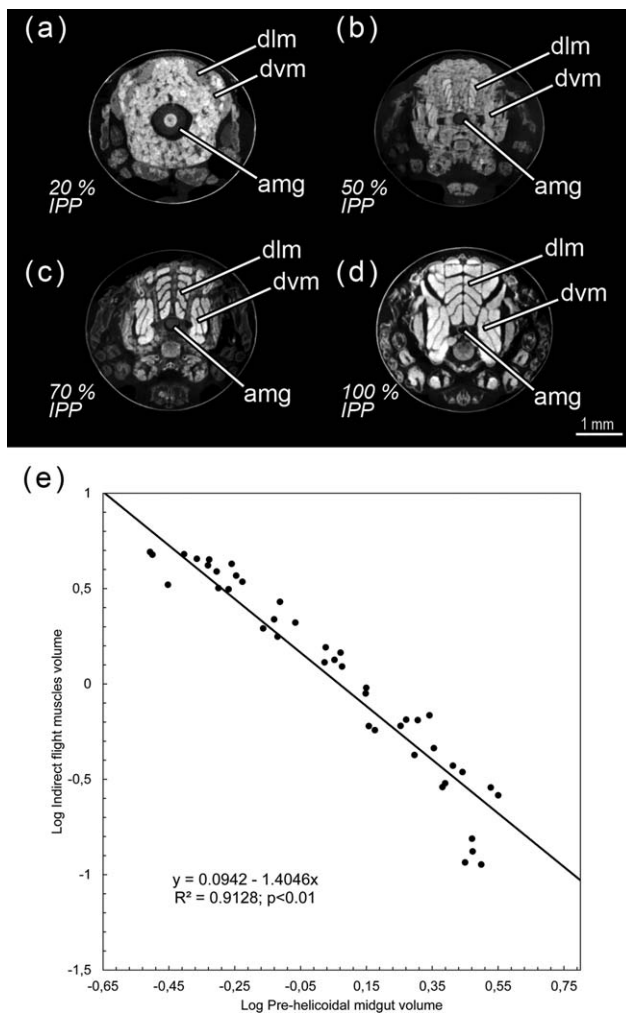 (a)
dlm
dvm
amg
20 %
IPP
(b)
dlm
dvm
amg
50 %
IPP
(c)
dlm
dvm
amg
70 %
IPP
(d)
dlm
dvm
amg
100 %
IPP
1 mm
(e)
Log Indirect flight muscles volume
1
0,5
0
-0,5
-1
-1,5
y = 0.0942 - 1.4046x
R² = 0.9128; p<0.01
-0,65 -0,45 -0,25 -0,05 0,15 0,35 0,55 0,75
Log Pre-helicoidal midgut volume